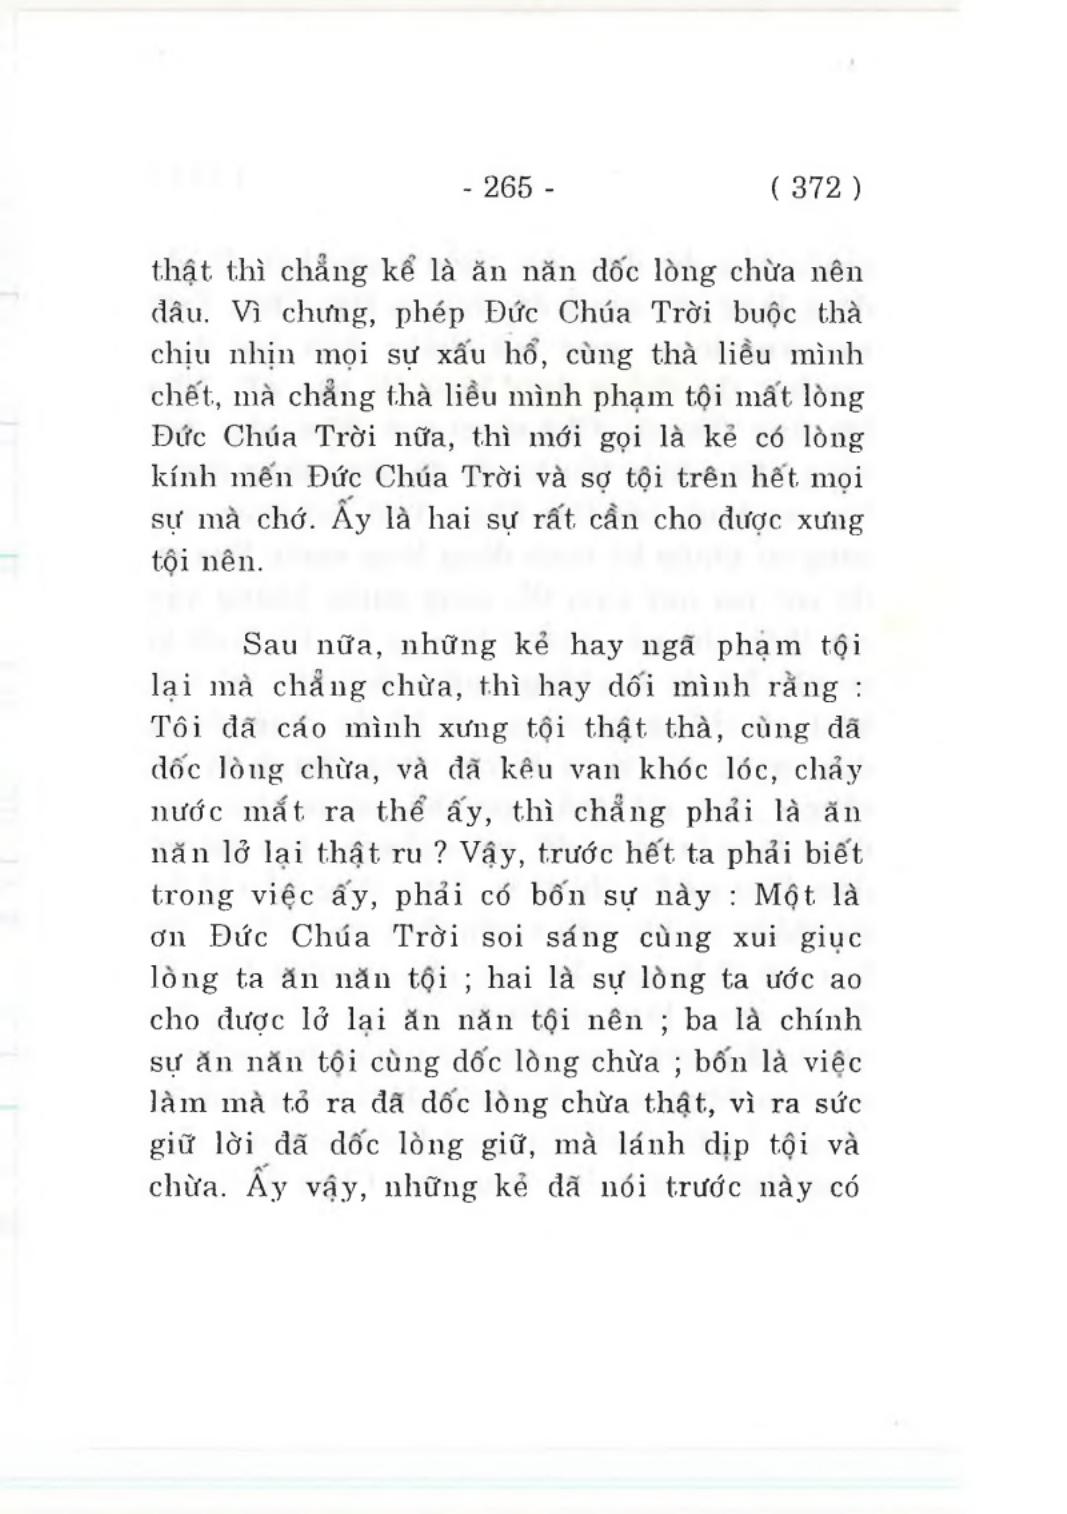 - 265 - ( 372 )
thật thì chẳng kể là ăn năn dốc lòng chừa nên
đâu. Vì chưng, phép Đức Chúa Trời buộc thà
chịu nhịn mọi sự xấu hổ, cùng thà liều mình
chết, mà chẳng thà liều mình phạm tội mất lòng
Đức Chúa Trời nữa, thì mới gọi là kẻ có lòng
kính mến Đức Chúa Trời và sợ tội trên hết mọi
sự mà chớ. Ấy là hai sự rất cần cho được xưng
tội nên.
Sau nữa, những kẻ hay ngã phạm tội
lại mà chẳng chừa, thì hay dối mình rằng :
Tôi đã cáo mình xưng tội thật thà, cùng đã
dốc lòng chừa, và đã kêu van khóc lóc, chảy
nước mắt ra thể ấy, thì chẳng phải là ăn
năn lở lại thật ru ? Vậy, trước hết ta phải biết
trong việc ấy, phải có bốn sự này : Một là
ơn Đức Chúa Trời soi sáng cùng xui giục
lòng ta ăn năn tội ; hai là sự lòng ta ước ao
cho được lở lại ăn năn tội nên ; ba là chính
sự ăn năn tội cùng dốc lòng chừa ; bốn là việc
làm mà tỏ ra đã dốc lòng chừa thật, vì ra sức
giữ lời đã dốc lòng giữ, mà lánh dịp tội và
chừa. Ấy vậy, những kẻ đã nói trước này có